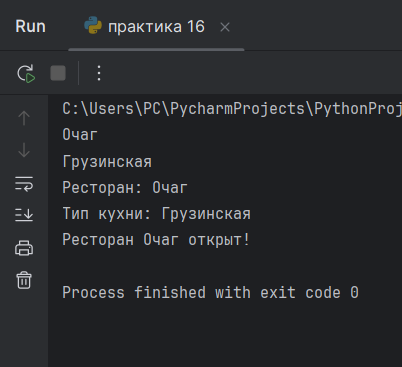 Run
практика 16
C:\Users\PC\PycharmProjects\PythonProj
Очаг
Грузинская
Ресторан: Очаг
Тип кухни: Грузинская
Ресторан Очаг открыт!
Process finished with exit code 0